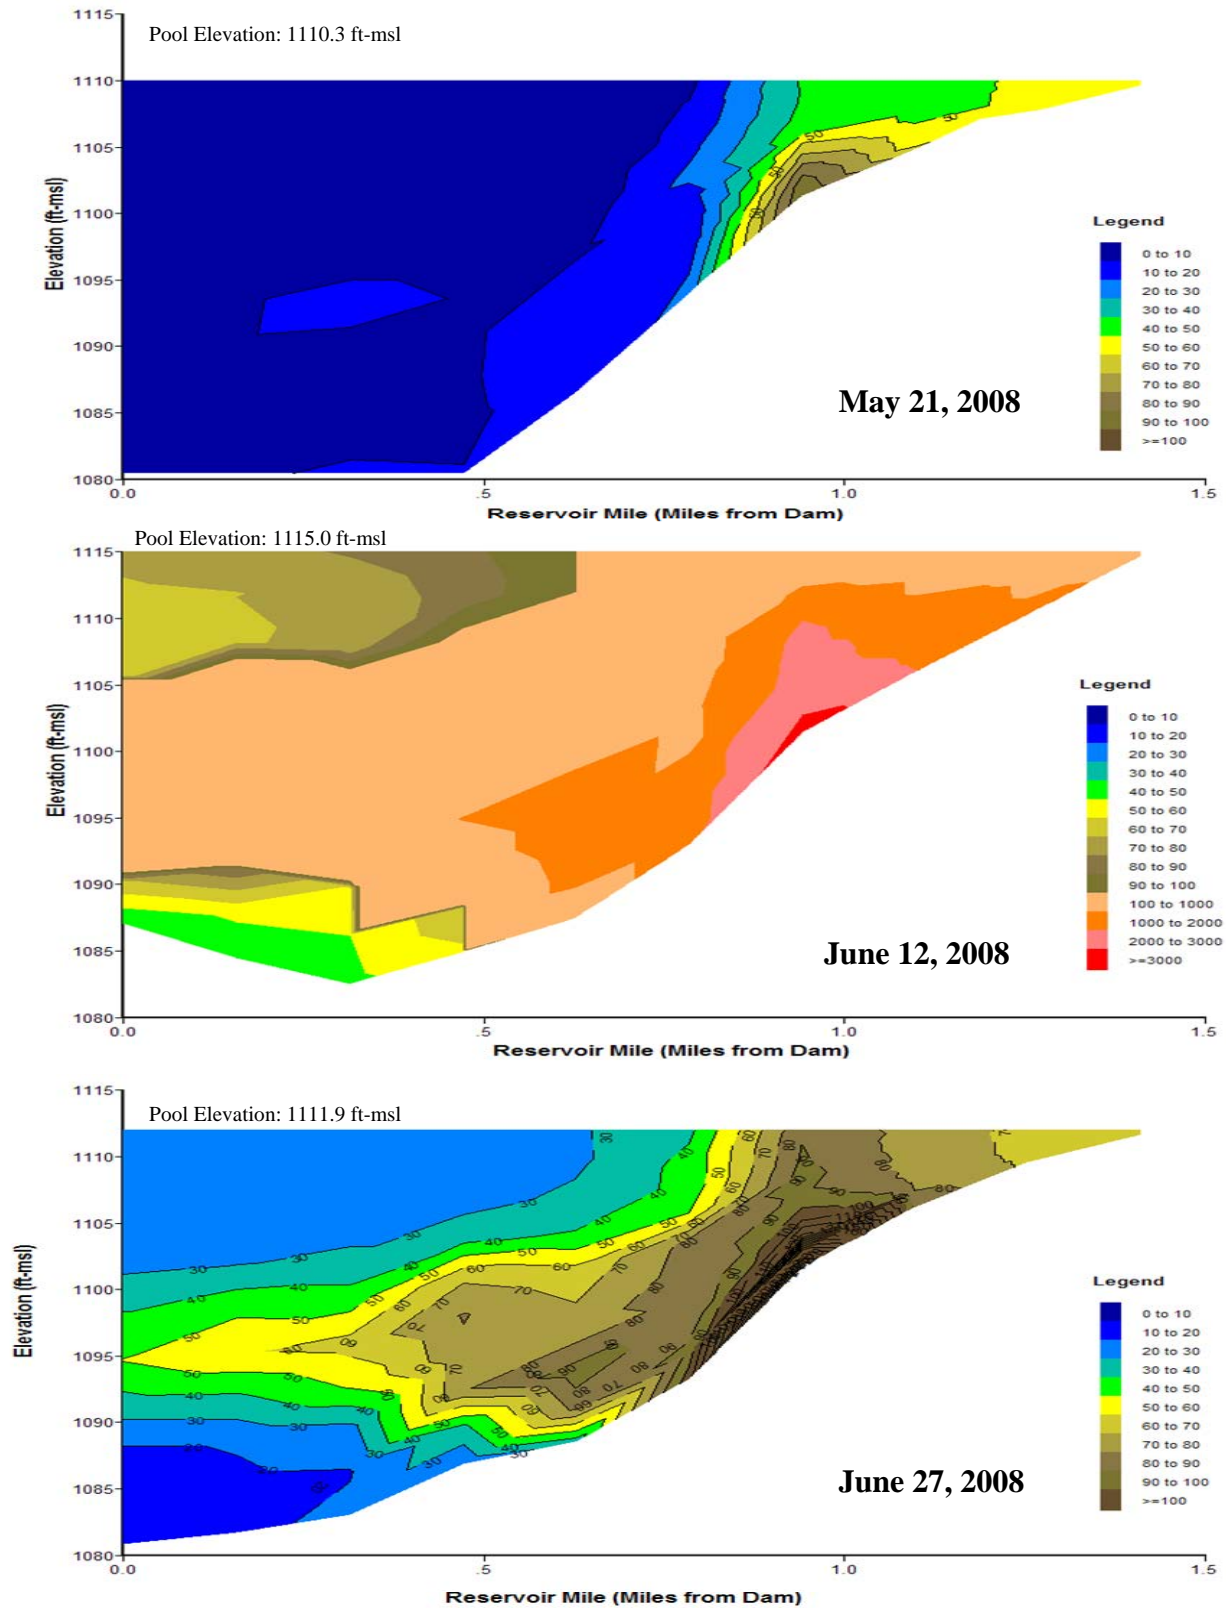 1115
Pool Elevation: 1110.3 ft-msl
1110
1105
1100
1095
1090
1085
1080
Elevation (ft-msl)
50
50
50
50
Legend
0 to 10
10 to 20
20 to 30
30 to 40
40 to 50
50 to 60
60 to 70
70 to 80
80 to 90
90 to 100
>=100
May 21, 2008
0.0
.5
1.0
1.5
Reservoir Mile (Miles from Dam)
Pool Elevation: 1115.0 ft-msl
1115
1110
1105
1100
1095
1090
1085
1080
Elevation (ft-msl)
Legend
0 to 10
10 to 20
20 to 30
30 to 40
40 to 50
50 to 60
60 to 70
70 to 80
80 to 90
90 to 100
100 to 1000
1000 to 2000
2000 to 3000
>=3000
June 12, 2008
0.0
.5
1.0
1.5
Reservoir Mile (Miles from Dam)
1115
Pool Elevation: 1111.9 ft-msl
1110
1105
1100
1095
1090
1085
1080
Elevation (ft-msl)
Legend
0 to 10
10 to 20
20 to 30
30 to 40
40 to 50
50 to 60
60 to 70
70 to 80
80 to 90
90 to 100
>=100
June 27, 2008
0.0
.5
1.0
1.5
Reservoir Mile (Miles from Dam)